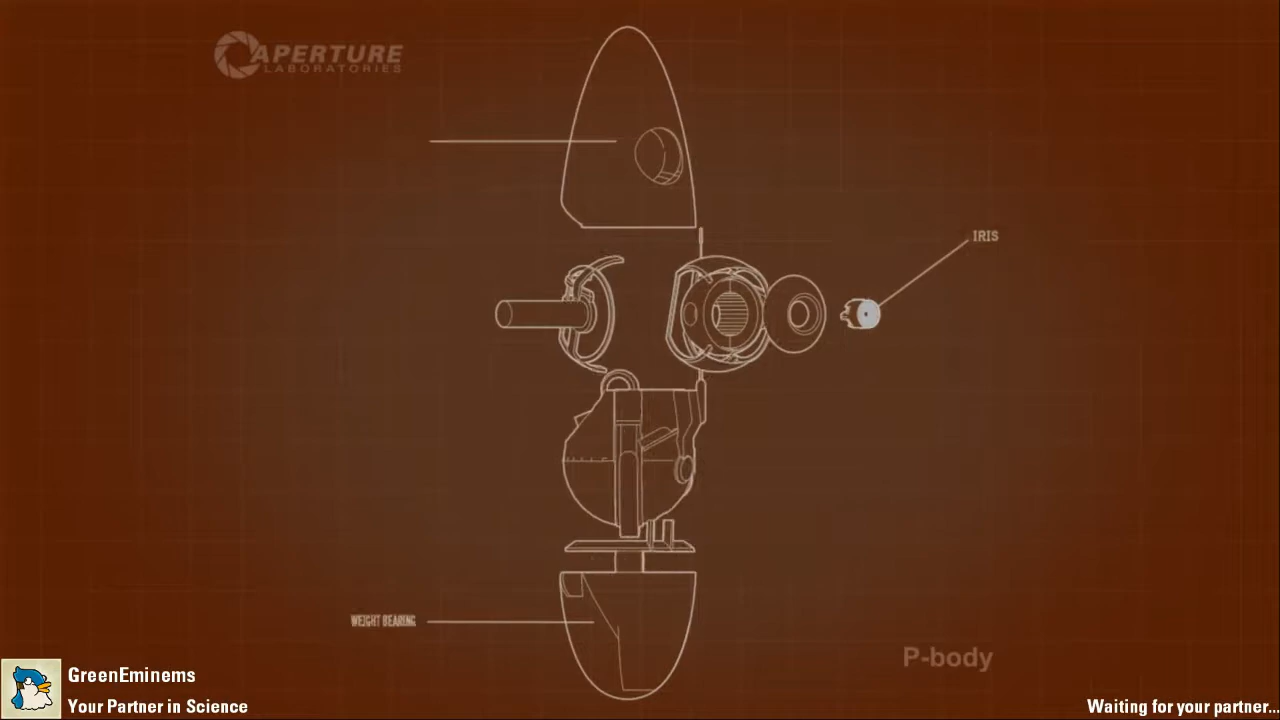 APERTURE
LABORATORIES
IRIS
WEIGHT BEARING
P-body
GreenEminems
Your Partner in Science
Waiting for your partner...